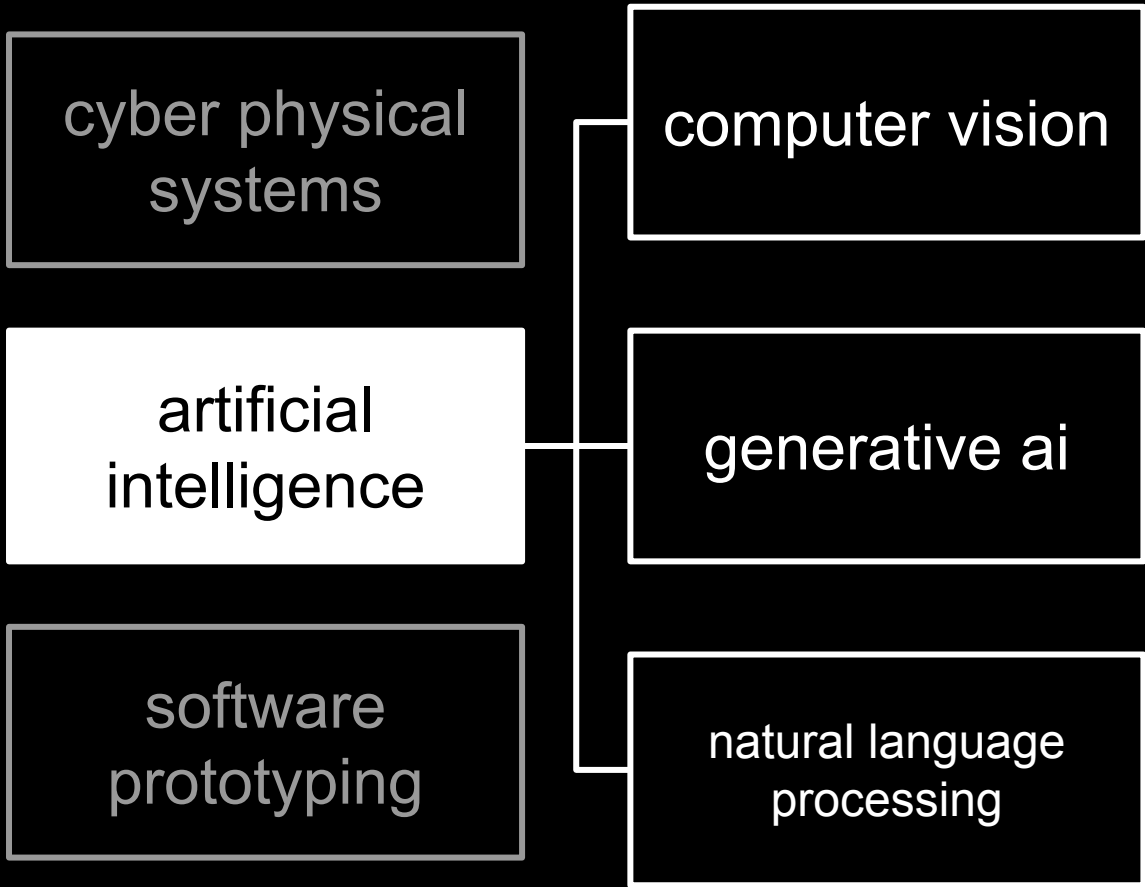 cyber physical
systems
artificial
intelligence
software
prototyping
computer vision
generative ai
natural language
processing